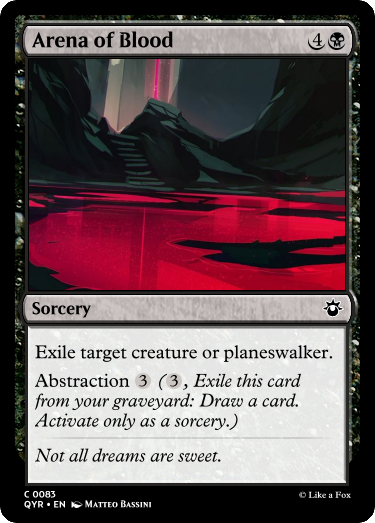 Arena of Blood 4
Sorcery
Exile target creature or planeswalker.
Abstraction 3 (3, Exile this card
from your graveyard: Draw a card.
Activate only as a sorcery.)
Not all dreams are sweet.
C 0083
QYR • EN Matteo Bassini
© Like a Fox